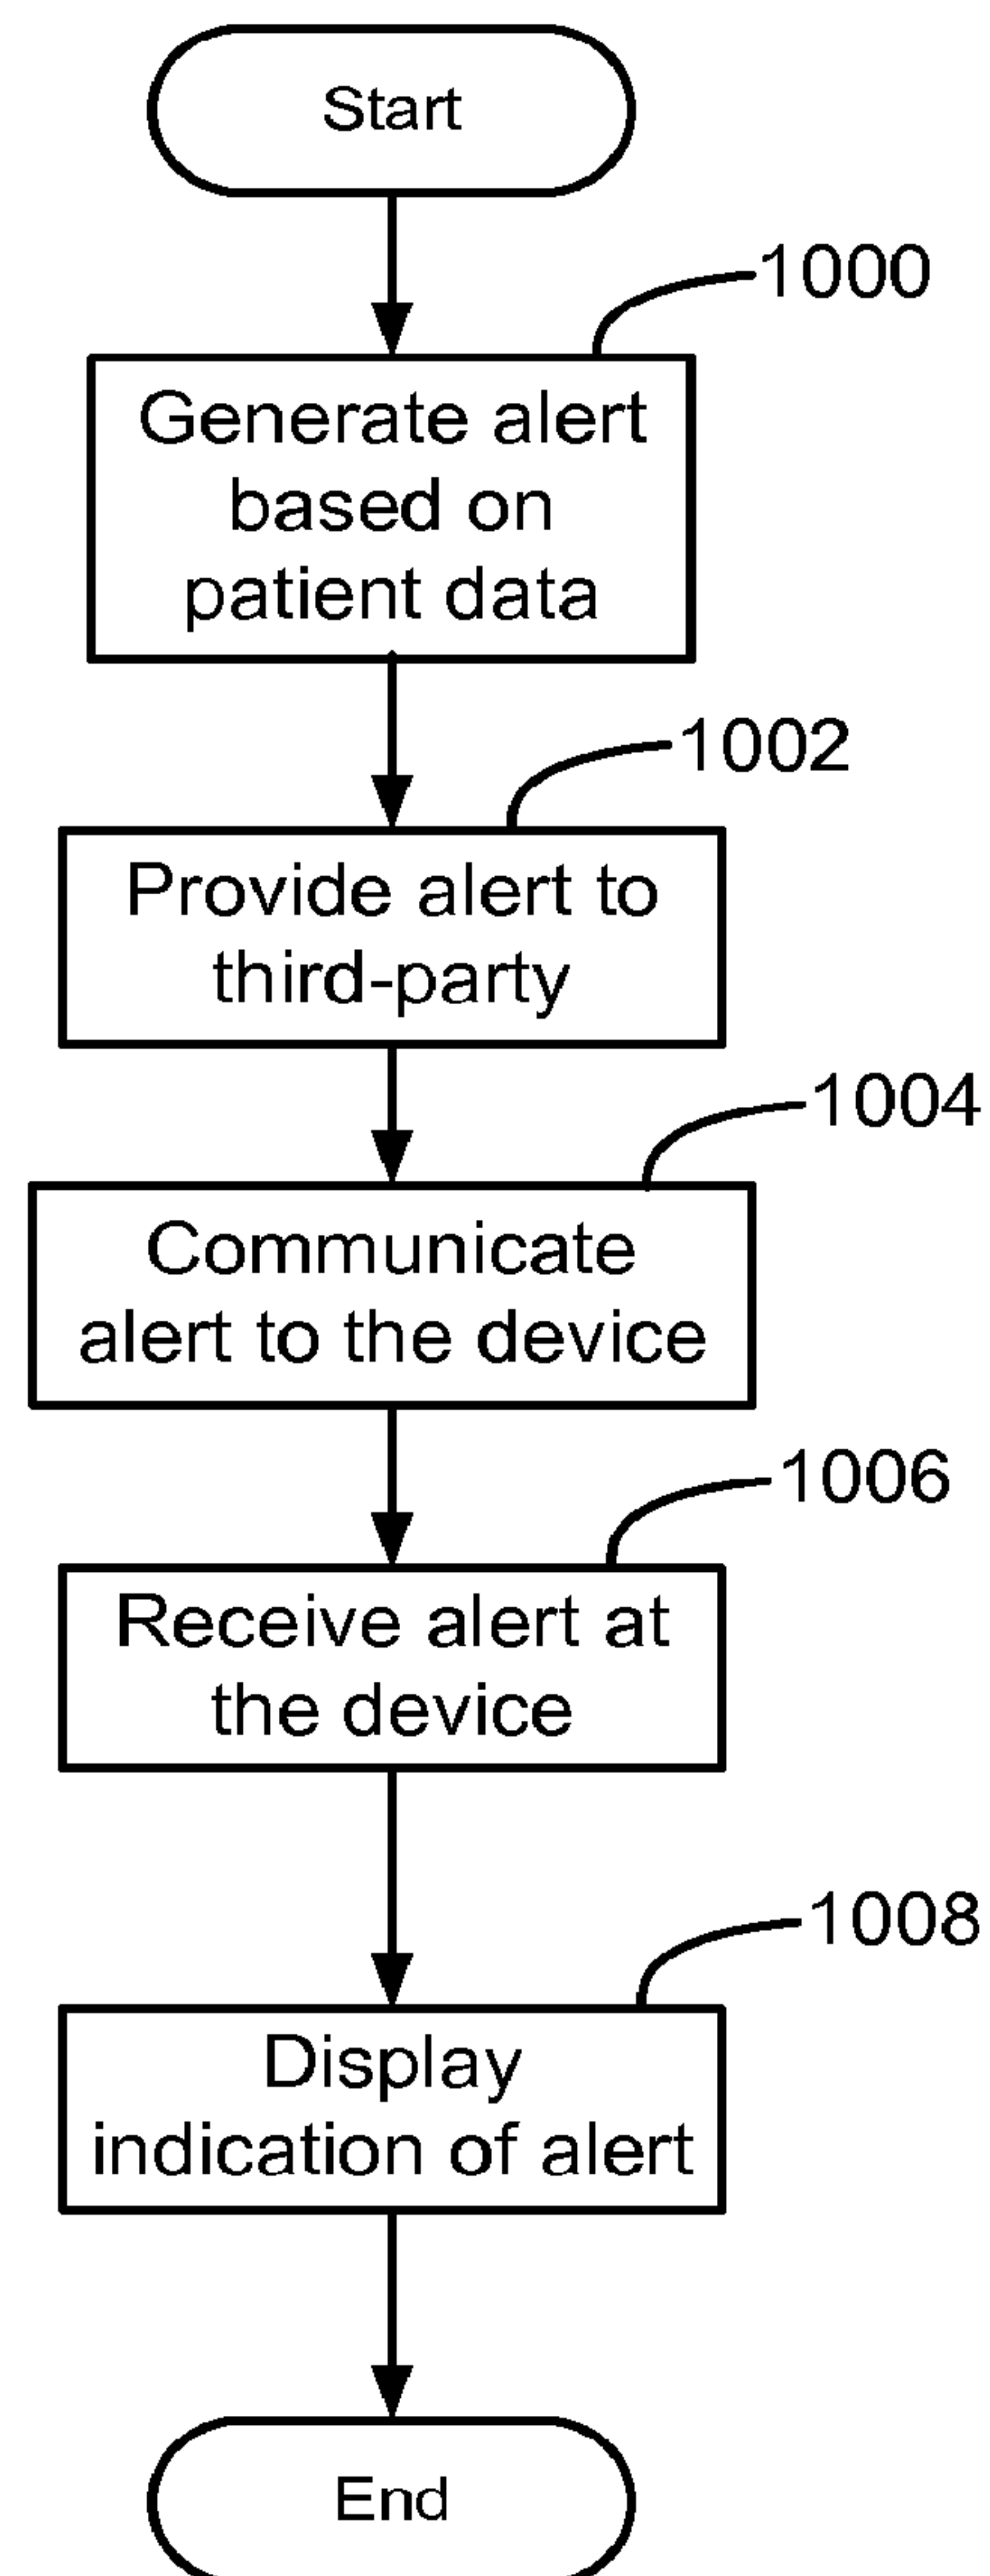 Start
1000
Generate alert
based on
patient data
1002
Provide alert to
third-party
1004
Communicate
alert to the device
1006
Receive alert at
the device
1008
Display
indication of alert
End